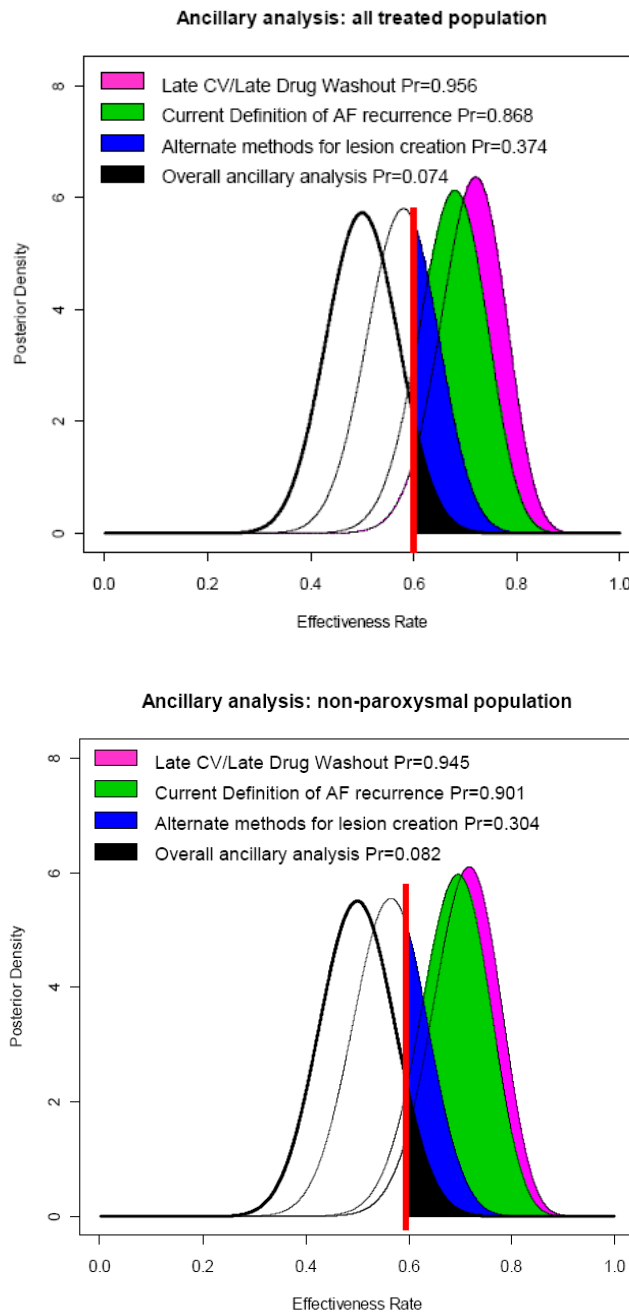 Ancillary analysis: all treated population
8
6
4
2
0
Posterior Density
Late CV/Late Drug Washout Pr=0.956
Current Definition of AF recurrence Pr=0.868
Alternate methods for lesion creation Pr=0.374
Overall ancillary analysis Pr=0.074
0.0 0.2 0.4 0.6 0.8 1.0
Effectiveness Rate
Ancillary analysis: non-paroxysmal population
8
6
4
2
0
Posterior Density
Late CV/Late Drug Washout Pr=0.945
Current Definition of AF recurrence Pr=0.901
Alternate methods for lesion creation Pr=0.304
Overall ancillary analysis Pr=0.082
0.0 0.2 0.4 0.6 0.8 1.0
Effectiveness Rate